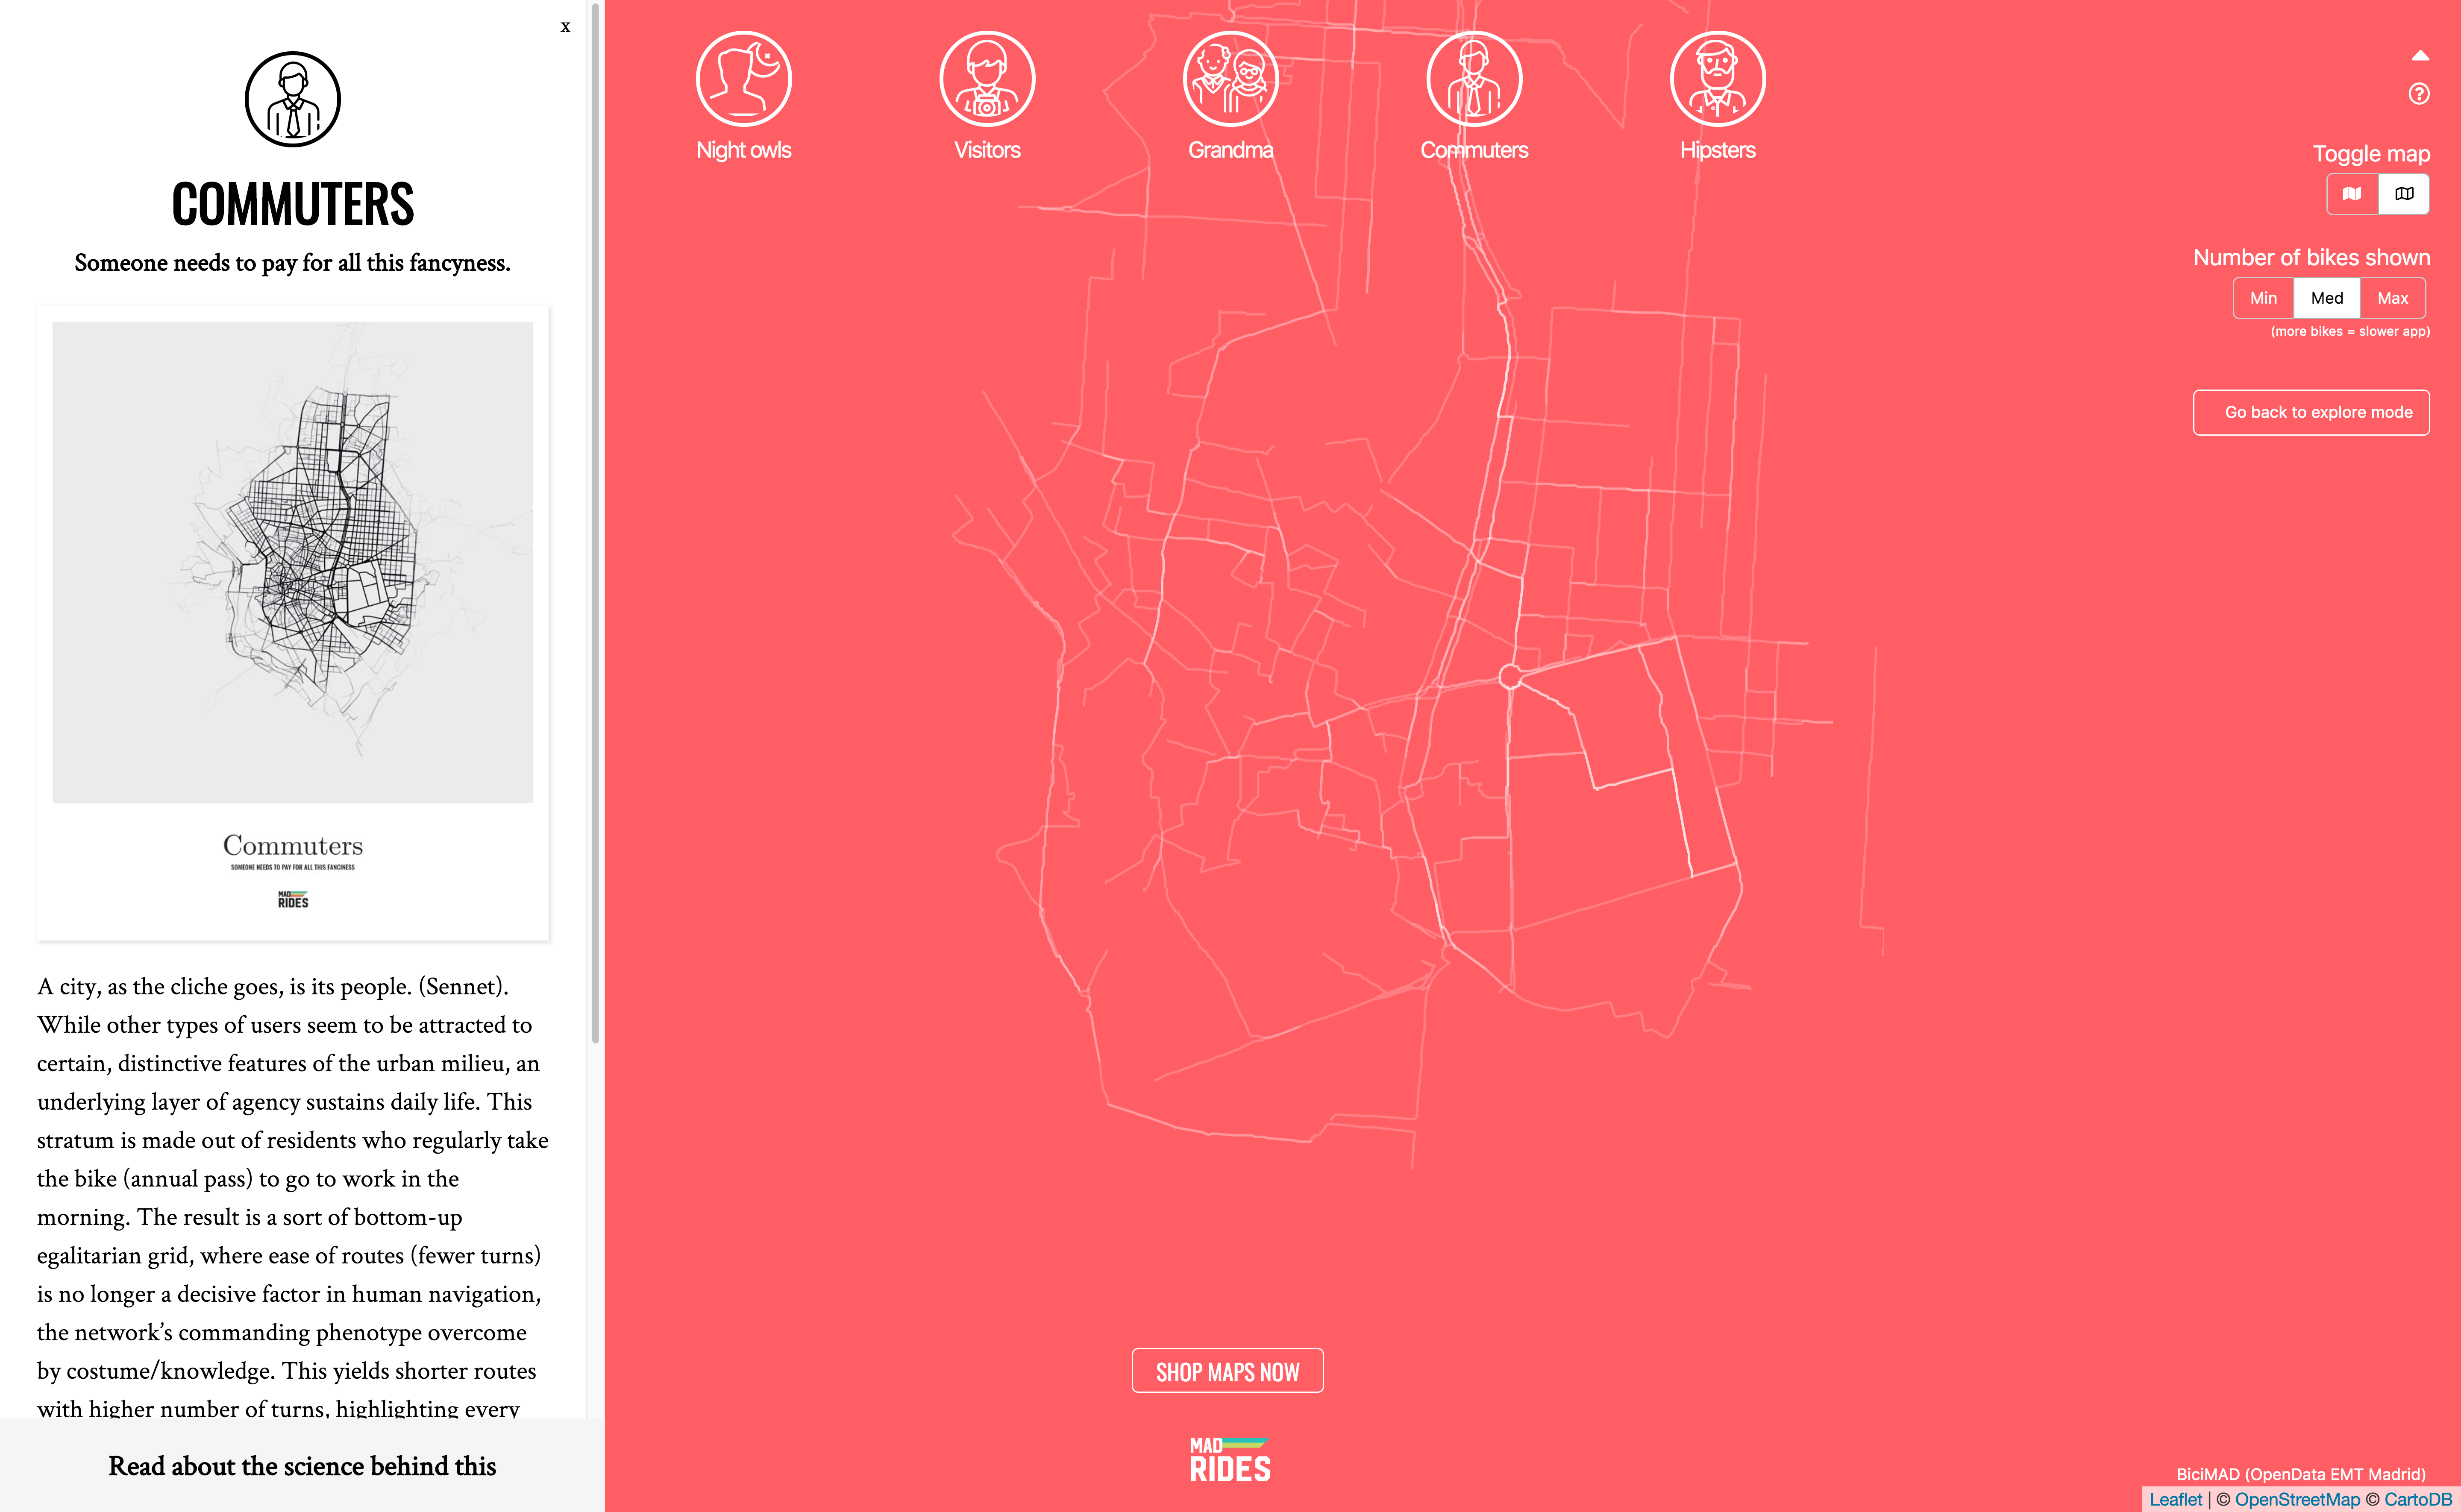 x
COMMUTERS
Someone needs to pay for all this fancyness.
Commuters
SOMEONE NEEDS TO PAY FOR ALL THIS FANCINESS
MAD
RIDES
A city, as the cliche goes, is its people. (Sennet).
While other types of users seem to be attracted to
certain, distinctive features of the urban milieu, an
underlying layer of agency sustains daily life. This
stratum is made out of residents who regularly take
the bike (annual pass) to go to work in the
morning. The result is a sort of bottom-up
egalitarian grid, where ease of routes (fewer turns)
is no longer a decisive factor in human navigation,
the network’s commanding phenotype overcome
by costume/knowledge. This yields shorter routes
with higher number of turns, highlighting every
Read about the science behind this
Night owls
Visitors
Grandma
Commuters
Hipsters
?
Toggle map
Number of bikes shown
Min Med Max
(more bikes = slower app)
Go back to explore mode
SHOP MAPS NOW
MAD
RIDES
BiciMAD (OpenData EMT Madrid)
Leaflet | © OpenStreetMap © CartoDB